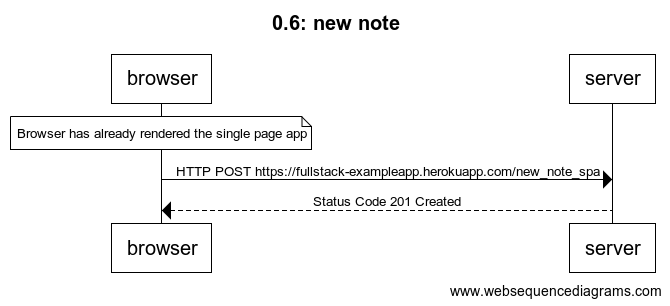 0.6: new note
browser
server
Browser has already rendered the single page app
HTTP POST https://fullstack-exampleapp.herokuapp.com/new_note_spa
Status Code 201 Created
browser
server
www.websequencediagrams.com